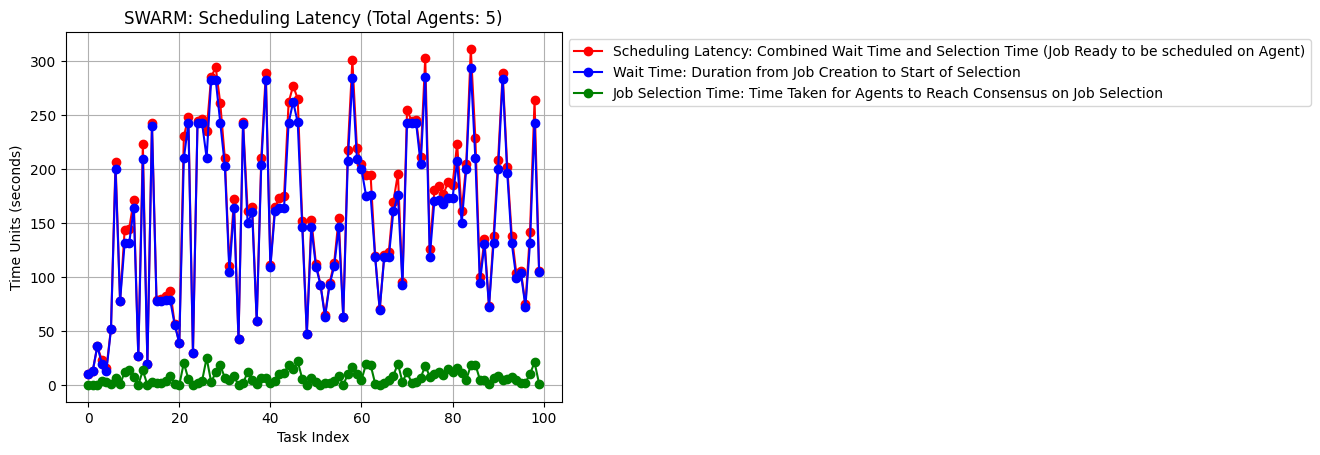 SWARM: Scheduling Latency (Total Agents: 5)
Scheduling Latency: Combined Wait Time and Selection Time (Job Ready to be scheduled on Agent)
Wait Time: Duration from Job Creation to Start of Selection
Job Selection Time: Time Taken for Agents to Reach Consensus on Job Selection
Time Units (seconds)
300
250
200
150
100
50
0
0 20 40 60 80 100
Task Index